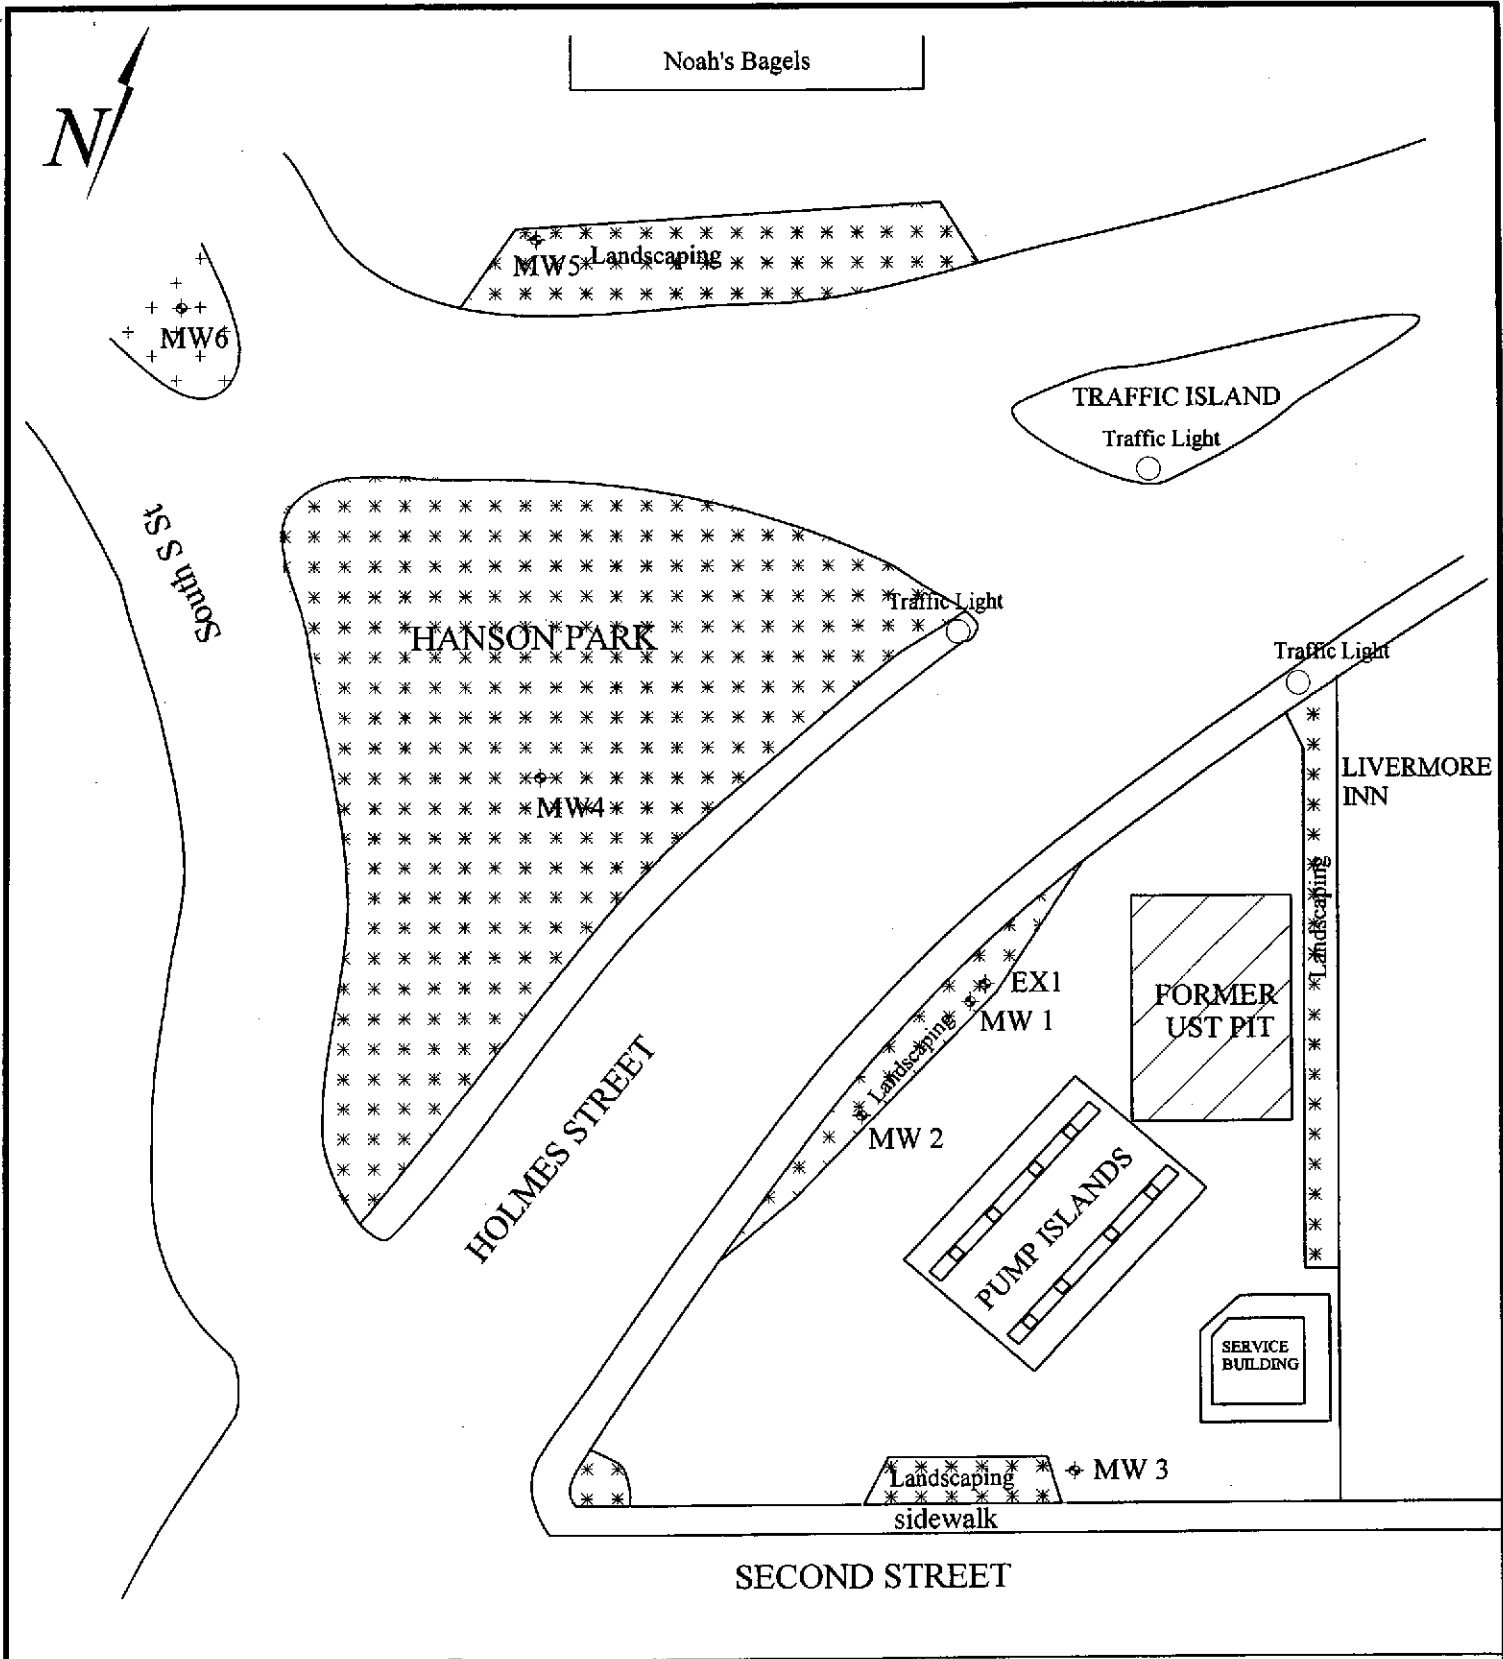 Noah's Bagels
N
MW5
Landscaping
MW6
TRAFFIC ISLAND
Traffic Light
South S St
Traffic Light
HANSON PARK
Traffic Light
LIVERMORE
INN
MW4
Landscaping
EX1
FORMER
UST PIT
MW 1
Landscaping
MW 2
HOLMES STREET
PUMP ISLANDS
SERVICE
BUILDING
MW 3
Landscaping
sidewalk
SECOND STREET